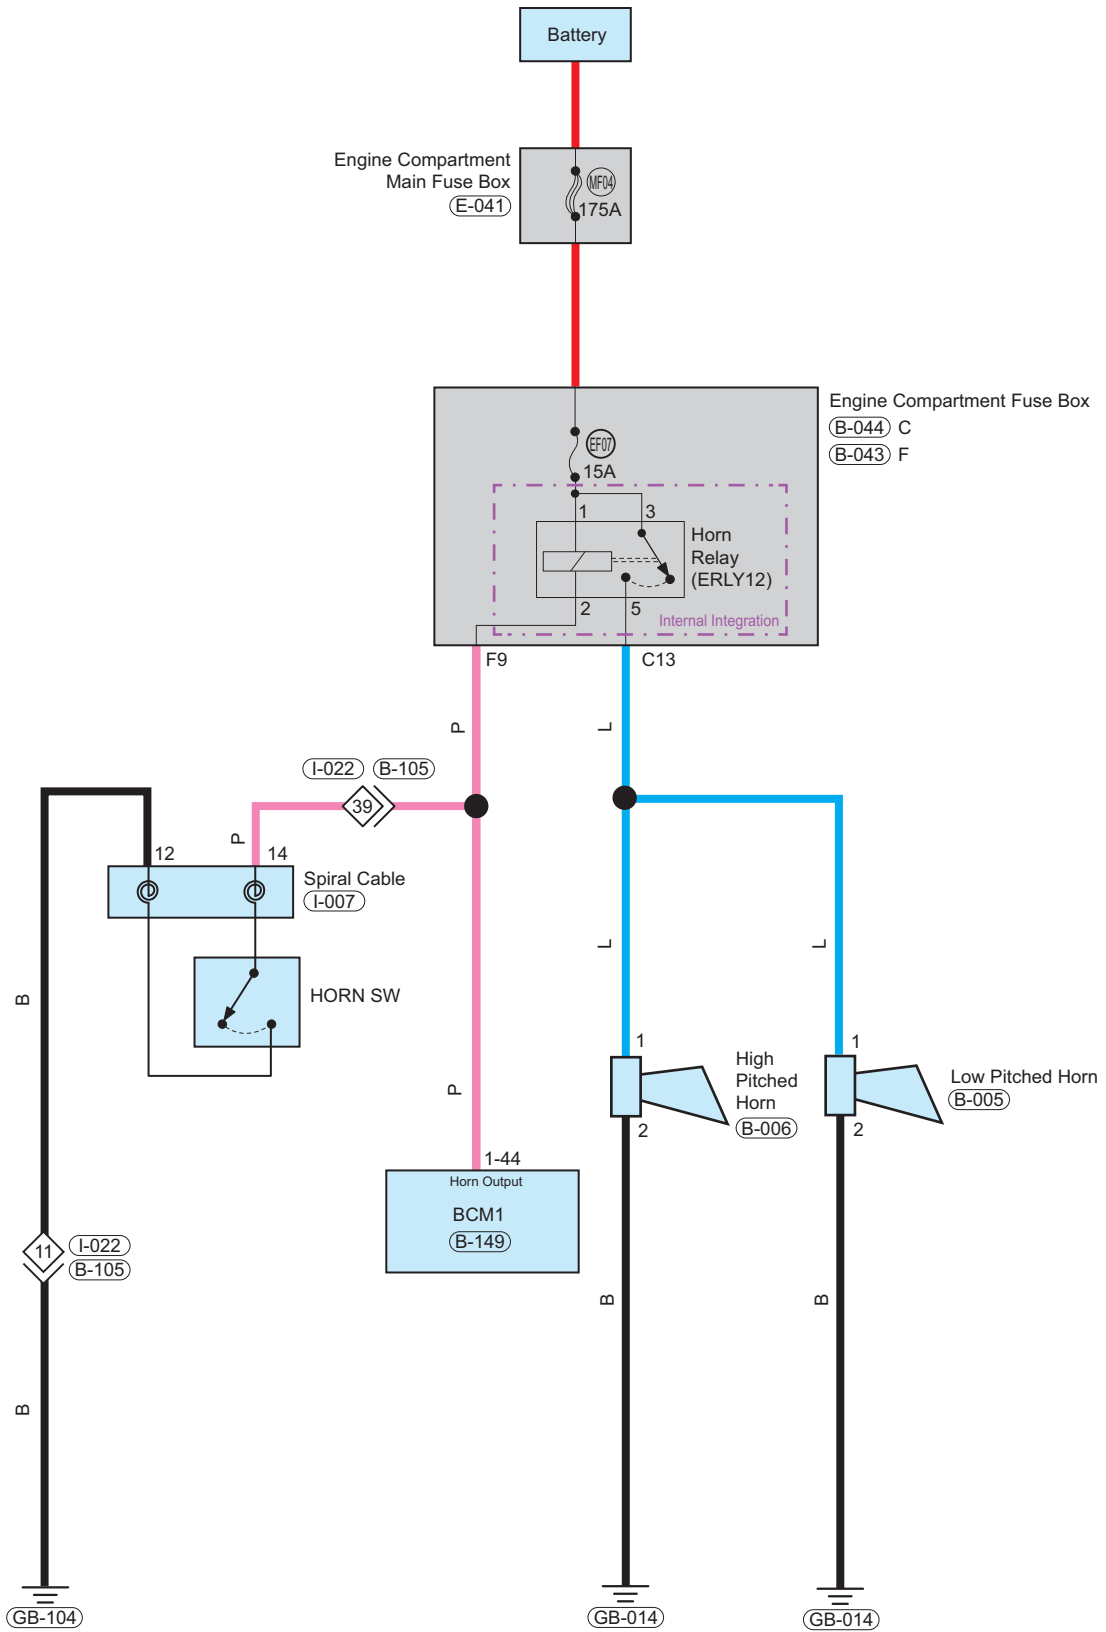 Battery
Engine Compartment
Main Fuse Box
E-041
MF04
175A
Engine Compartment Fuse Box
B-044 C
B-043 F
EF07
15A
1
3
Horn
Relay
(ERLY12)
2
5
Internal Integration
F9
C13
P
L
I-022
B-105
39
P
12
14
Spiral Cable
I-007
HORN SW
B
L
L
P
1
High
Pitched
Horn
B-006
2
1
Low Pitched Horn
B-005
2
1-44
Horn Output
BCM1
B-149
11
I-022
B-105
B
B
B
GB-104
GB-014
GB-014